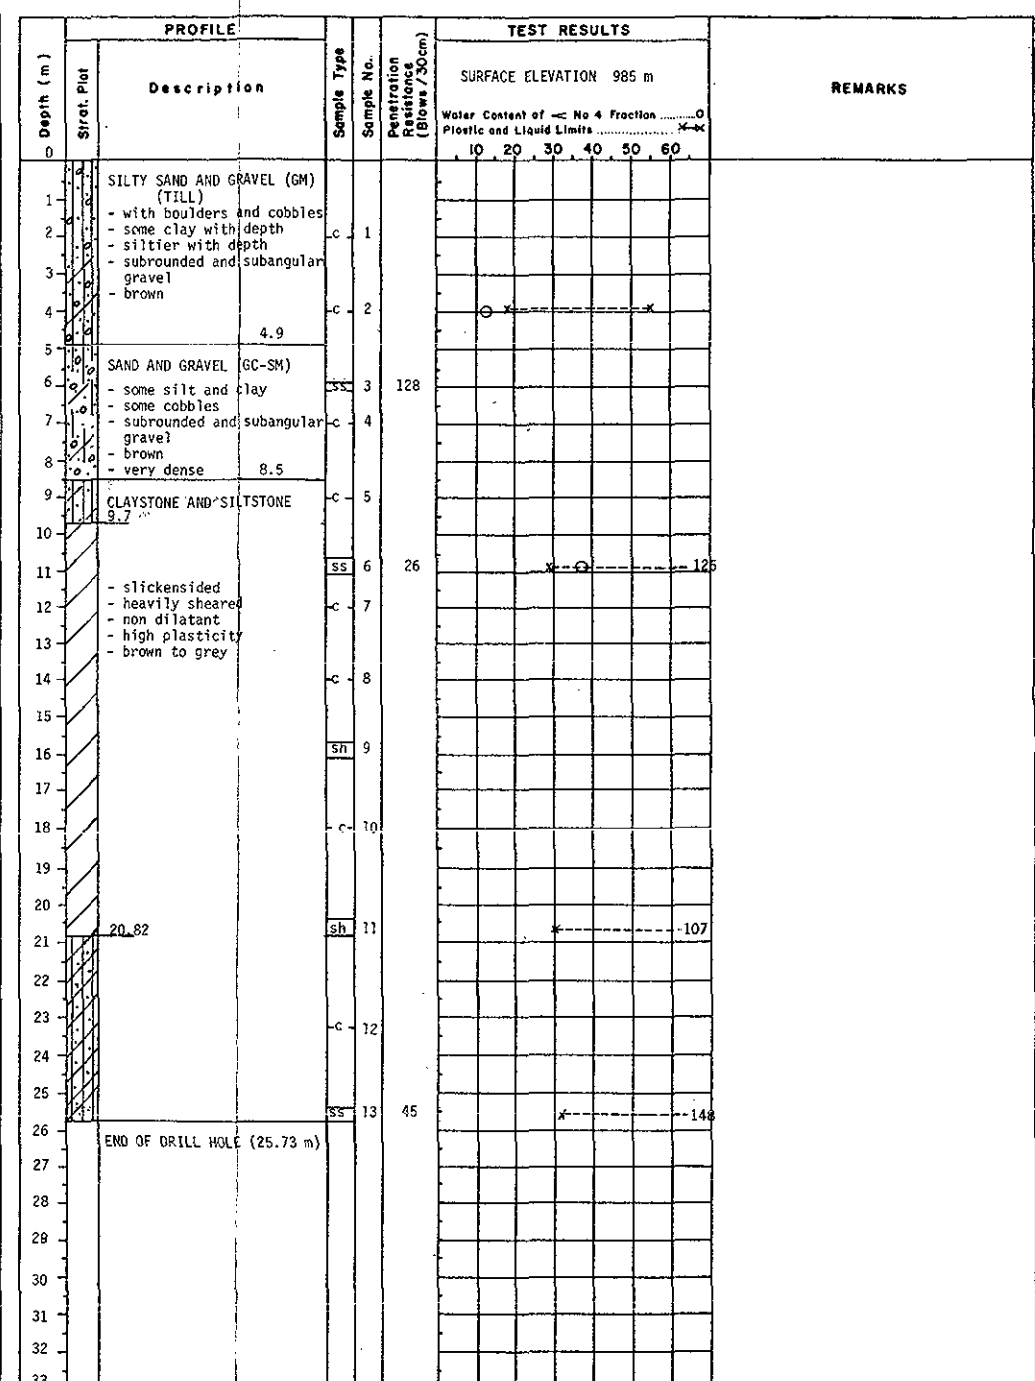 PROFILE
TEST RESULTS
Depth (m)
Strat. Plot
Description
Sample Type
Sample No.
Penetration
Resistance
(Blows / 30cm)
SURFACE ELEVATION 985 m
Water Content of < No 4 Fraction ........O
Plastic and Liquid Limits ................ X-X
REMARKS
0
10 20 30 40 50 60
SILTY SAND AND GRAVEL (GM)
(TILL)
1
- with boulders and cobbles
2
- some clay with depth
c 1
- siltier with depth
- subrounded and subangular
3
gravel
- brown
4
c 2
4.9
5
SAND AND GRAVEL (GC-SM)
6
- some silt and clay
ss 3 128
- some cobbles
7
- subrounded and subangular
c 4
gravel
- brown
8
- very dense 8.5
9
CLAYSTONE AND SILTSTONE
c 5
9.7
10
11
ss 6 26
125
- slickensided
12
- heavily sheared
c 7
- non dilatant
13
- high plasticity
- brown to grey
14
c 8
15
16
sh 9
17
18
c 10
19
20
20.82
sh 11
107
21
22
23
c 12
24
25
ss 13 45
148
26
END OF DRILL HOLE (25.73 m)
27
28
29
30
31
32
33